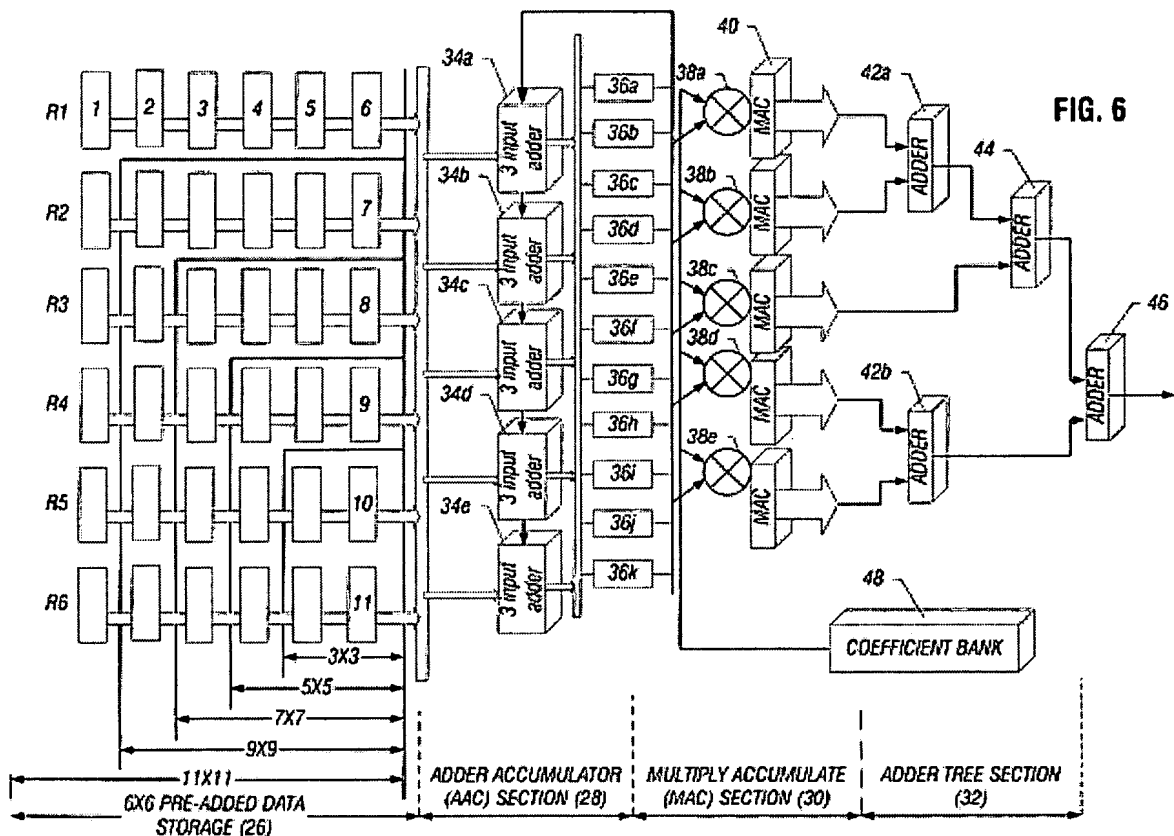 FIG. 6
R1
1
2
3
4
5
6
R2
7
R3
8
R4
9
R5
10
R6
11
3X3
5X5
7X7
9X9
11X11
6X6 PRE-ADDED DATA
STORAGE (26)
34a
3 input
adder
34b
3 input
adder
34c
3 input
adder
34d
3 input
adder
34e
3 input
adder
36a
36b
36c
36d
36e
36f
36g
36h
36i
36j
36k
38a
38b
38c
38d
38e
40
MAC
MAC
MAC
MAC
MAC
42a
ADDER
44
ADDER
42b
ADDER
46
ADDER
48
COEFFICIENT BANK
ADDER ACCUMULATOR
(AAC) SECTION (28)
MULTIPLY ACCUMULATE
(MAC) SECTION (30)
ADDER TREE SECTION
(32)